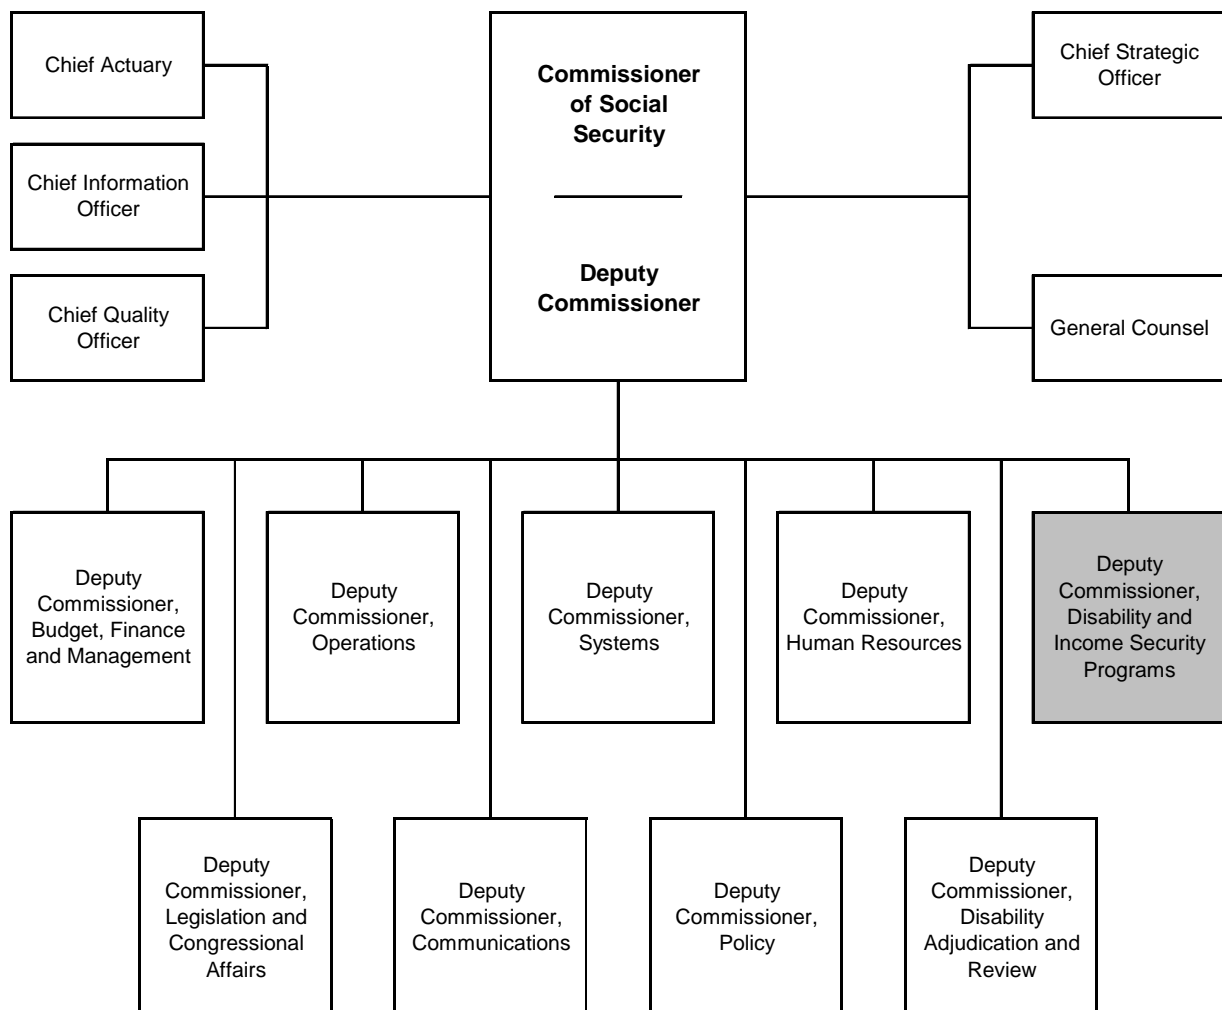 Chief Actuary
Commissioner
of Social
Security
Chief Strategic
Officer
Chief Information
Officer
Deputy
Commissioner
Chief Quality
Officer
General Counsel
Deputy
Commissioner,
Budget, Finance
and Management
Deputy
Commissioner,
Operations
Deputy
Commissioner,
Systems
Deputy
Commissioner,
Human Resources
Deputy
Commissioner,
Disability and
Income Security
Programs
Deputy
Commissioner,
Legislation and
Congressional
Affairs
Deputy
Commissioner,
Communications
Deputy
Commissioner,
Policy
Deputy
Commissioner,
Disability
Adjudication and
Review